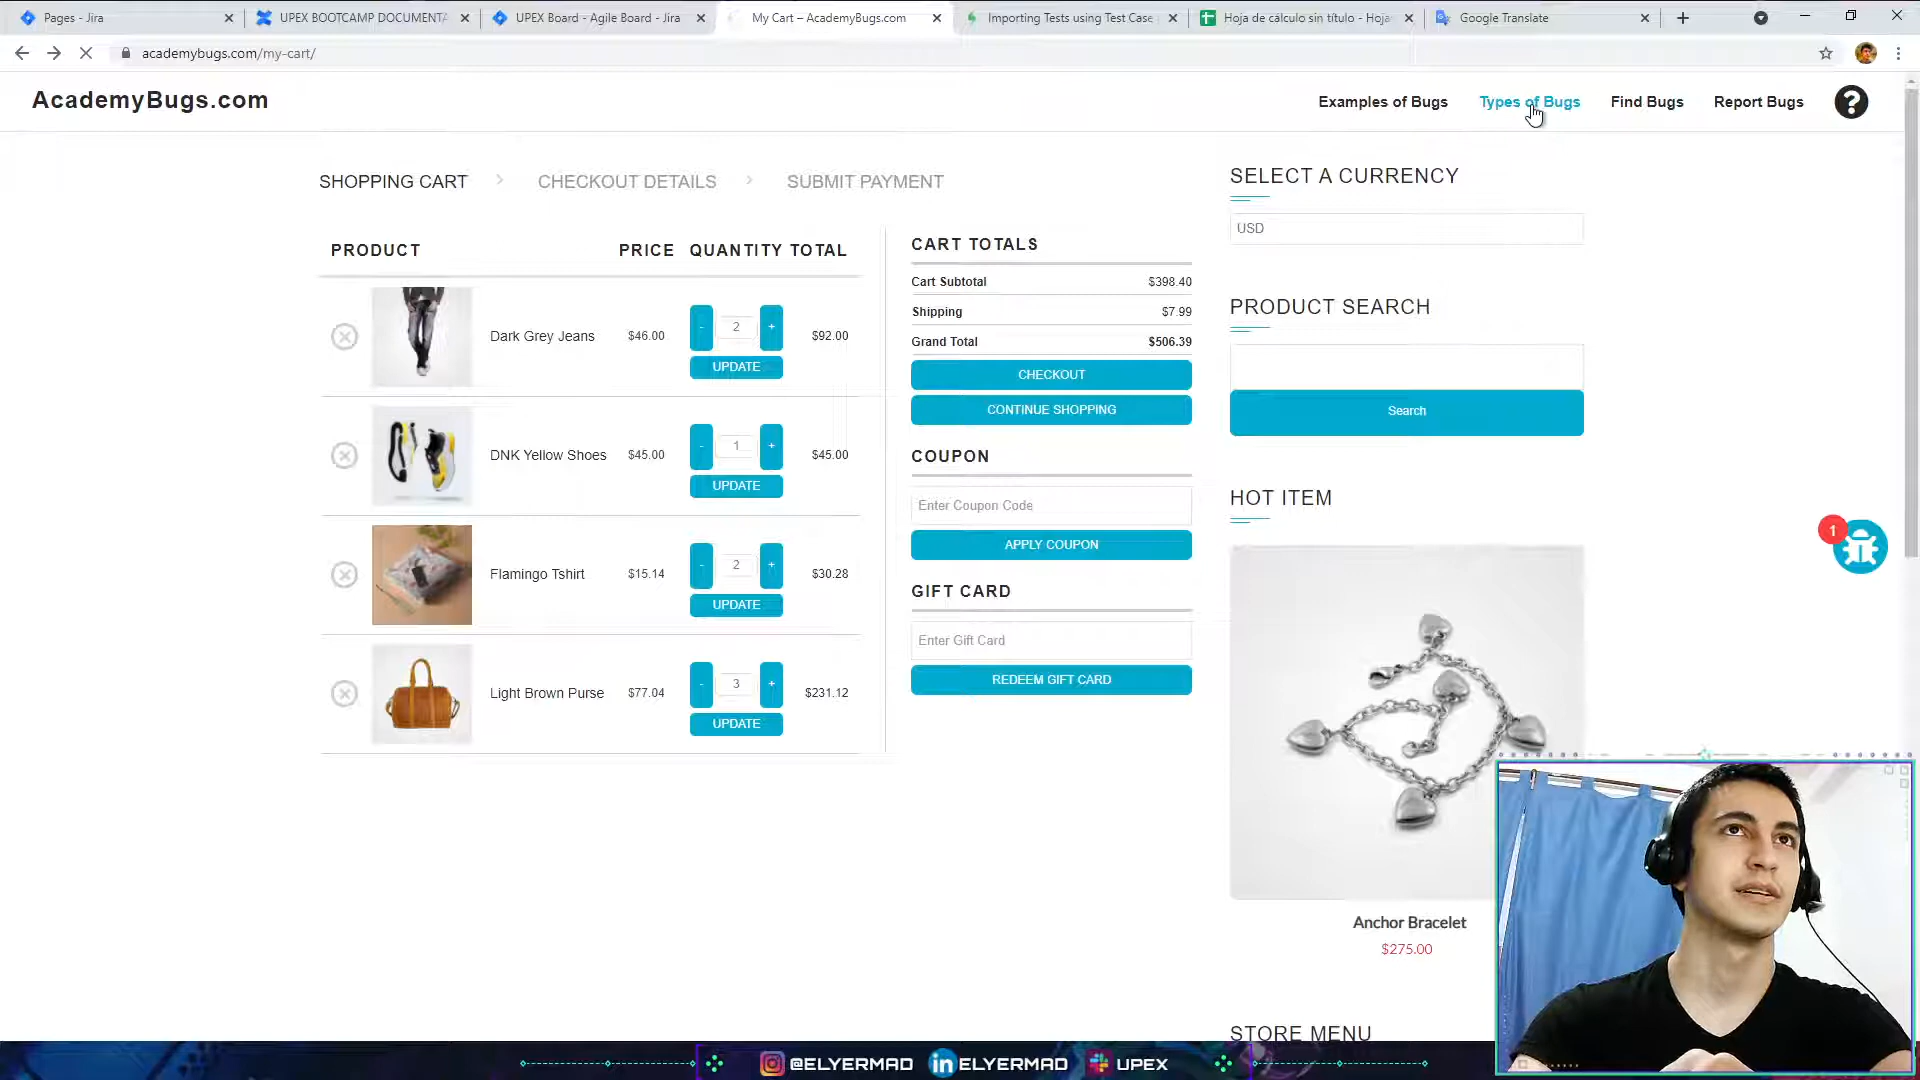 Pages - Jira
UPEX BOOTCAMP DOCUMENTA
UPEX Board - Agile Board - Jira
My Cart – AcademyBugs.com
Importing Tests using Test Case
Hoja de cálculo sin título - Hoja
Google Translate
academybugs.com/my-cart/
AcademyBugs.com
Examples of Bugs
Types of Bugs
Find Bugs
Report Bugs
?
SHOPPING CART
CHECKOUT DETAILS
SUBMIT PAYMENT
PRODUCT PRICE QUANTITY TOTAL
Dark Grey Jeans $46.00 - 2 + $92.00
UPDATE
DNK Yellow Shoes $45.00 - 1 + $45.00
UPDATE
Flamingo Tshirt $15.14 - 2 + $30.28
UPDATE
Light Brown Purse $77.04 - 3 + $231.12
UPDATE
CART TOTALS
Cart Subtotal $398.40
Shipping $7.99
Grand Total $506.39
CHECKOUT
CONTINUE SHOPPING
COUPON
Enter Coupon Code
APPLY COUPON
GIFT CARD
Enter Gift Card
REDEEM GIFT CARD
SELECT A CURRENCY
USD
PRODUCT SEARCH
Search
HOT ITEM
1
Anchor Bracelet
$275.00
STORE MENU
@ELYERMAD
in ELYERMAD
UPEX